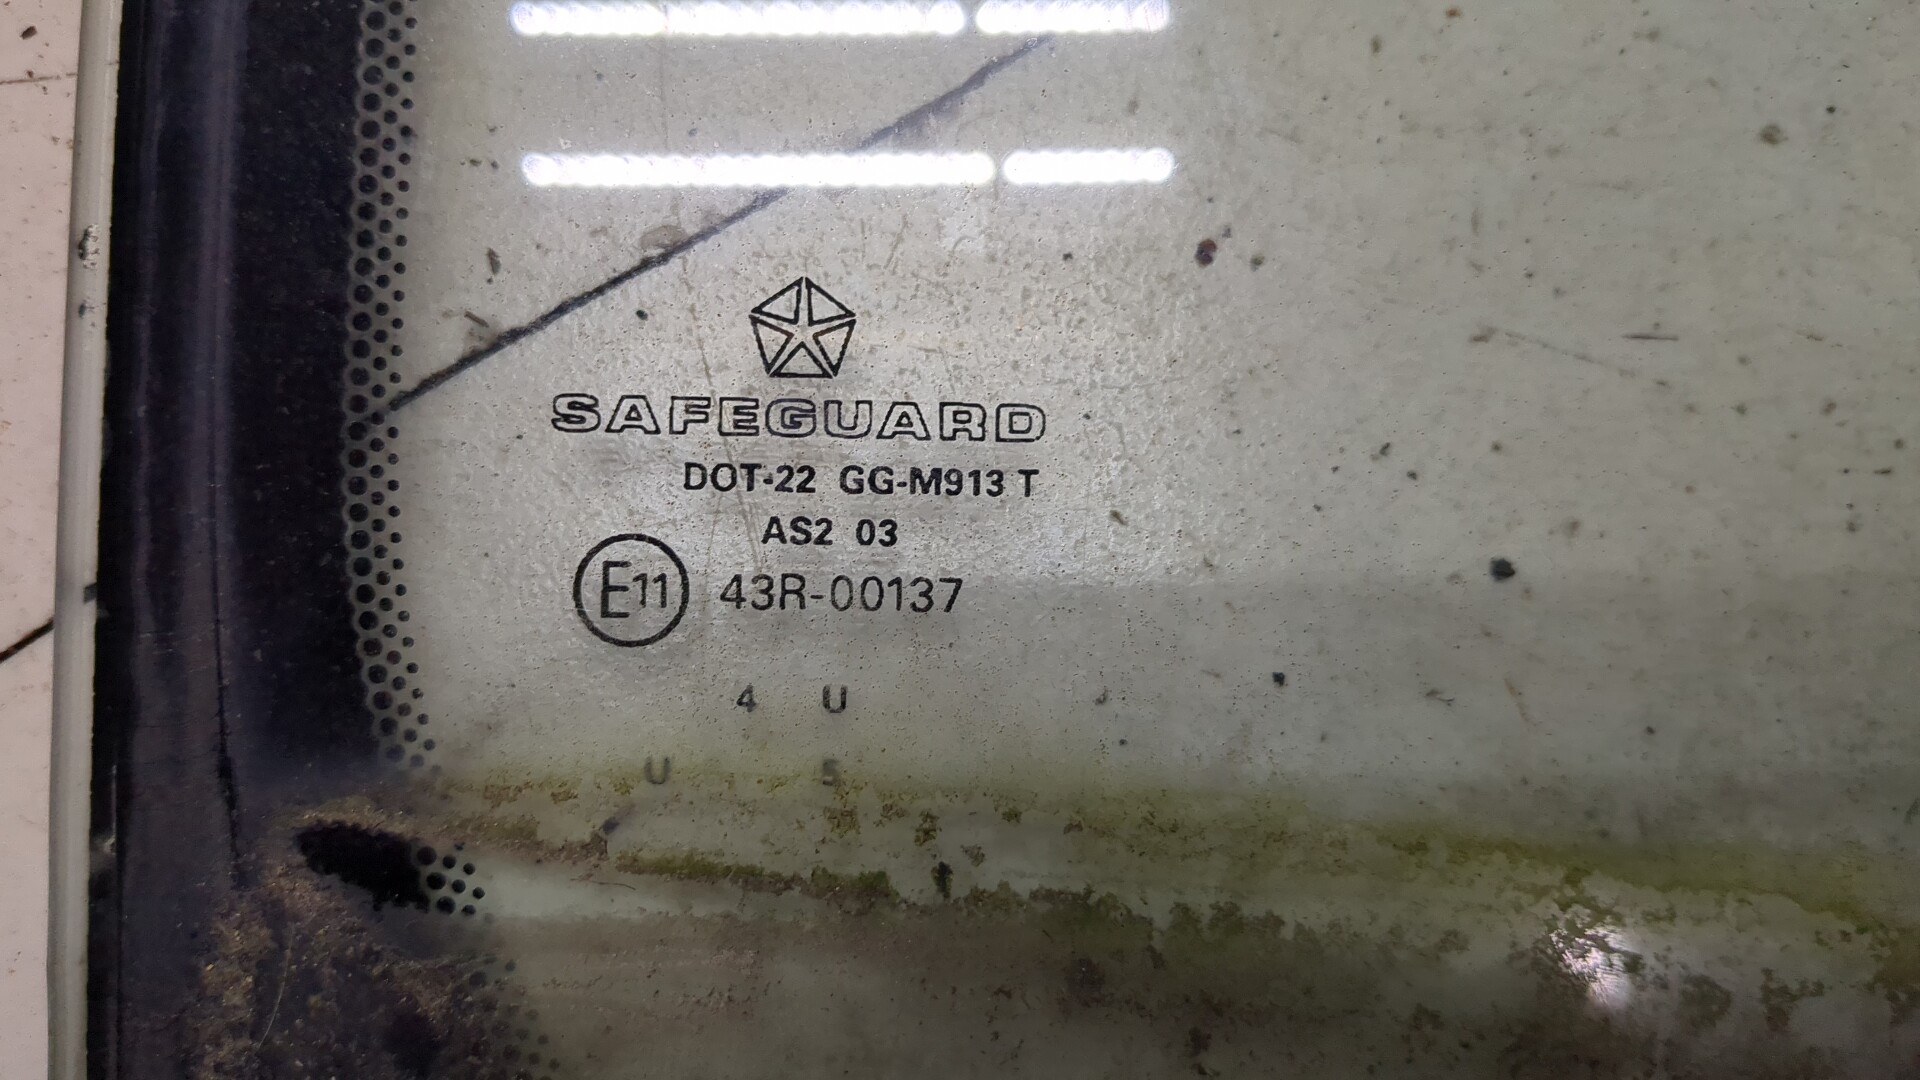 SAFEGUARD
DOT-22 GG-M913 T
AS2 03
E11 43R-00137
4 U J
U 5